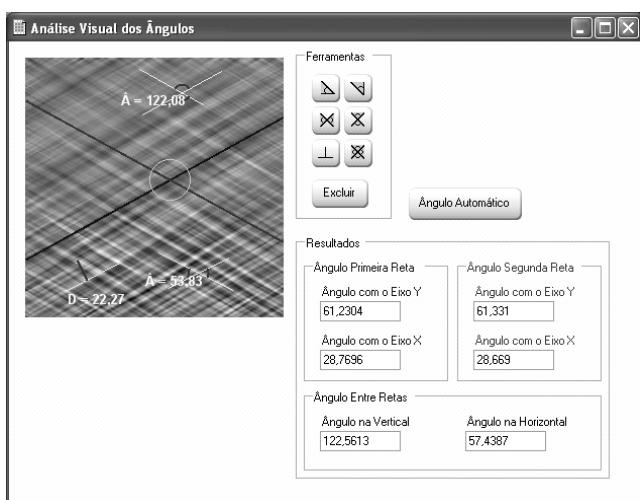 Análise Visual dos Ângulos
Â = 122,08
D = 22,27
Â = 53,83
Ferramentas
Excluir
Ângulo Automático
Resultados
Ângulo Primeira Reta
Ângulo com o Eixo Y
61,2304
Ângulo com o Eixo X
28,7696
Ângulo Segunda Reta
Ângulo com o Eixo Y
61,331
Ângulo com o Eixo X
28,669
Ângulo Entre Retas
Ângulo na Vertical
122,5613
Ângulo na Horizontal
57,4387